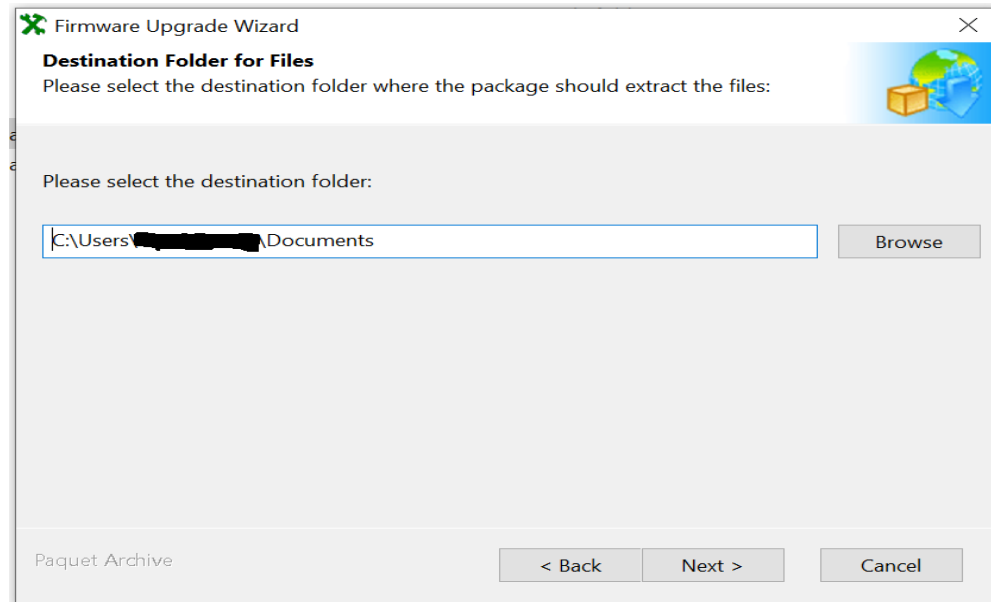 Firmware Upgrade Wizard
Destination Folder for Files
Please select the destination folder where the package should extract the files:
Please select the destination folder:
C:\Users\ \Documents
Browse
Paquet Archive
< Back
Next >
Cancel